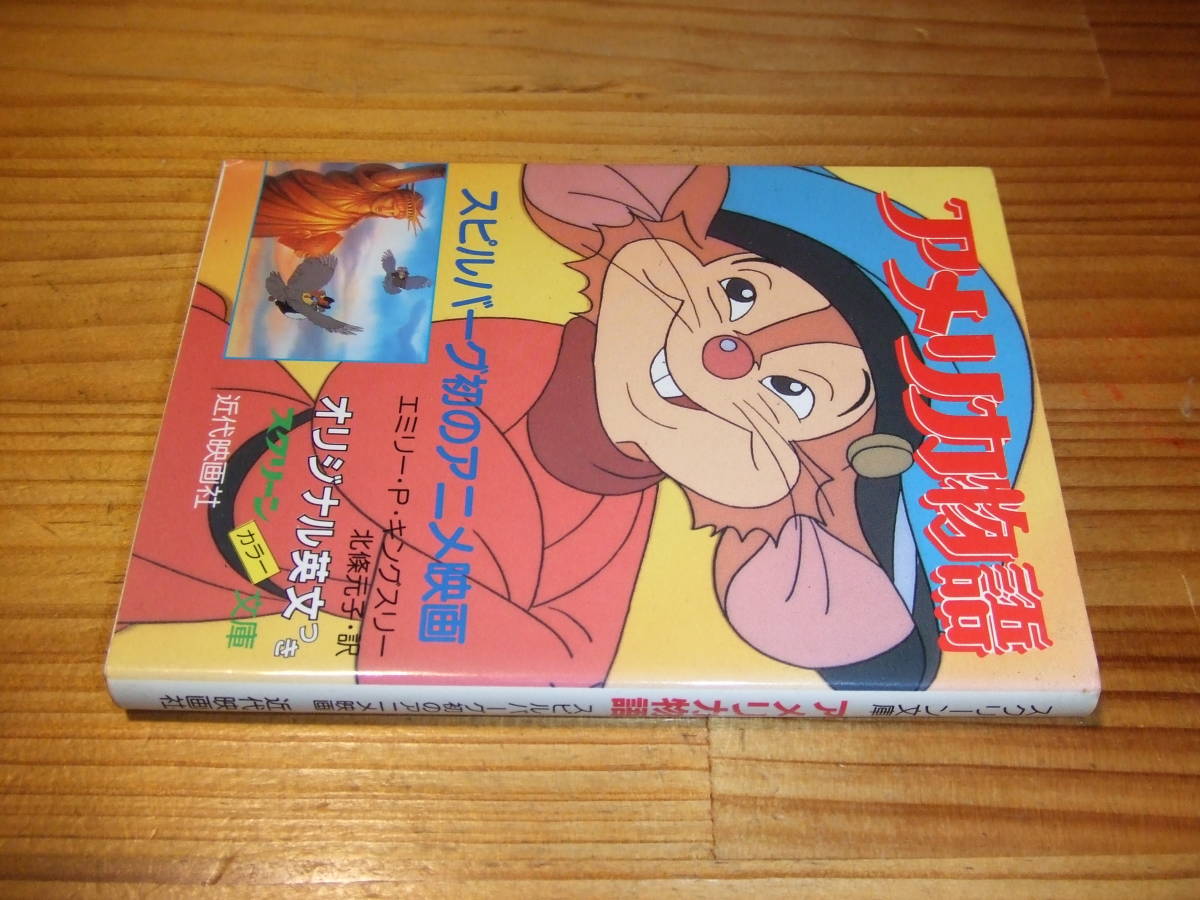 アメリカ物語
スピルバーグ初のアニメ映画
エミリー・P・キングスリー
北條元子・訳
オリジナル英文つき
スクリーン カラー 文庫
近代映画社
スクリーン文庫 アメリカ物語 スピルバーグ初のアニメ映画 近代映画社